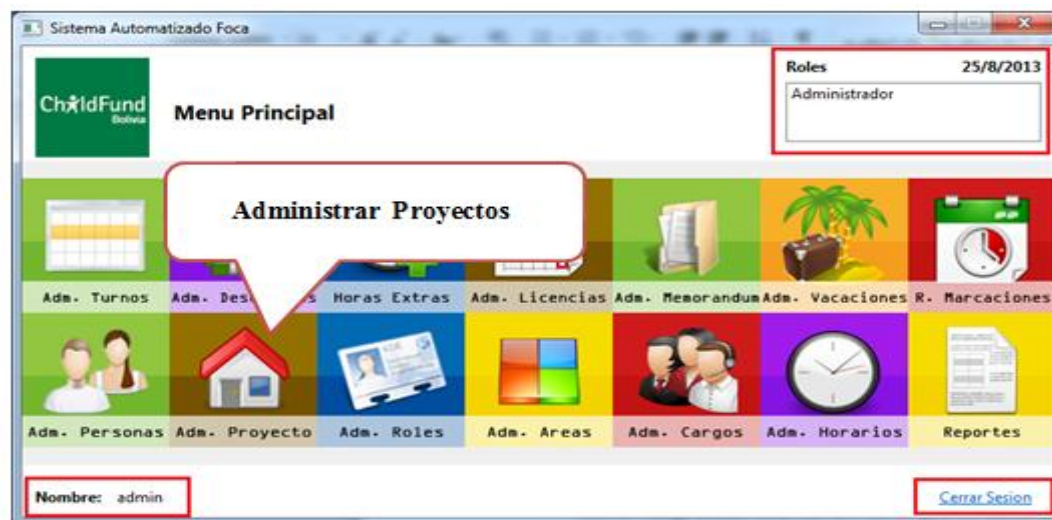 Sistema Automatizado Foca
ChildFund
Bolivia
Menu Principal
Roles 25/8/2013
Administrador
Administrar Proyectos
Adm. Turnos Adm. Horas Extras Adm. Licencias Adm. Memorandum Adm. Vacaciones R. Marcaciones
Adm. Personas Adm. Proyecto Adm. Roles Adm. Areas Adm. Cargos Adm. Horarios Reportes
Nombre: admin
Cerrar Sesion